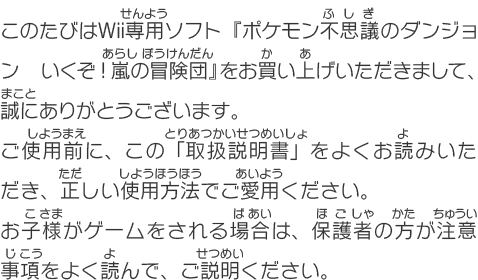 このたびはWii専用ソフト『ポケモン不思議のダンジョ
ン　いくぞ！嵐の冒険団』をお買い上げいただきまして、
誠にありがとうございます。
ご使用前に、この「取扱説明書」をよくお読みいた
だき、正しい使用方法でご愛用ください。
お子様がゲームをされる場合は、保護者の方が注意
事項をよく読んで、ご説明ください。